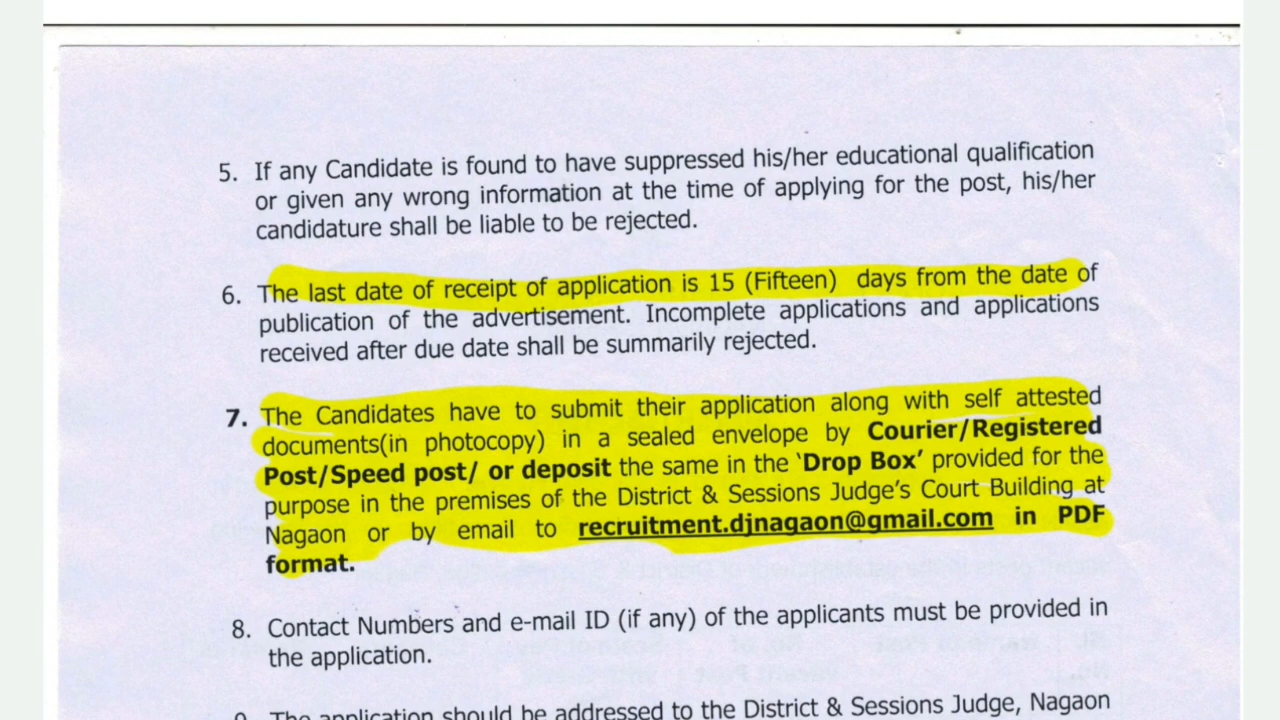 5. If any Candidate is found to have suppressed his/her educational qualification
or given any wrong information at the time of applying for the post, his/her
candidature shall be liable to be rejected.
6. The last date of receipt of application is 15 (Fifteen) days from the date of
publication of the advertisement. Incomplete applications and applications
received after due date shall be summarily rejected.
7. The Candidates have to submit their application along with self attested
documents(in photocopy) in a sealed envelope by Courier/Registered
Post/Speed post/ or deposit the same in the 'Drop Box' provided for the
purpose in the premises of the District & Sessions Judge's Court Building at
Nagaon or by email to recruitment.djnagaon@gmail.com in PDF
format.
8. Contact Numbers and e-mail ID (if any) of the applicants must be provided in
the application.
9. The application should be addressed to the District & Sessions Judge, Nagaon